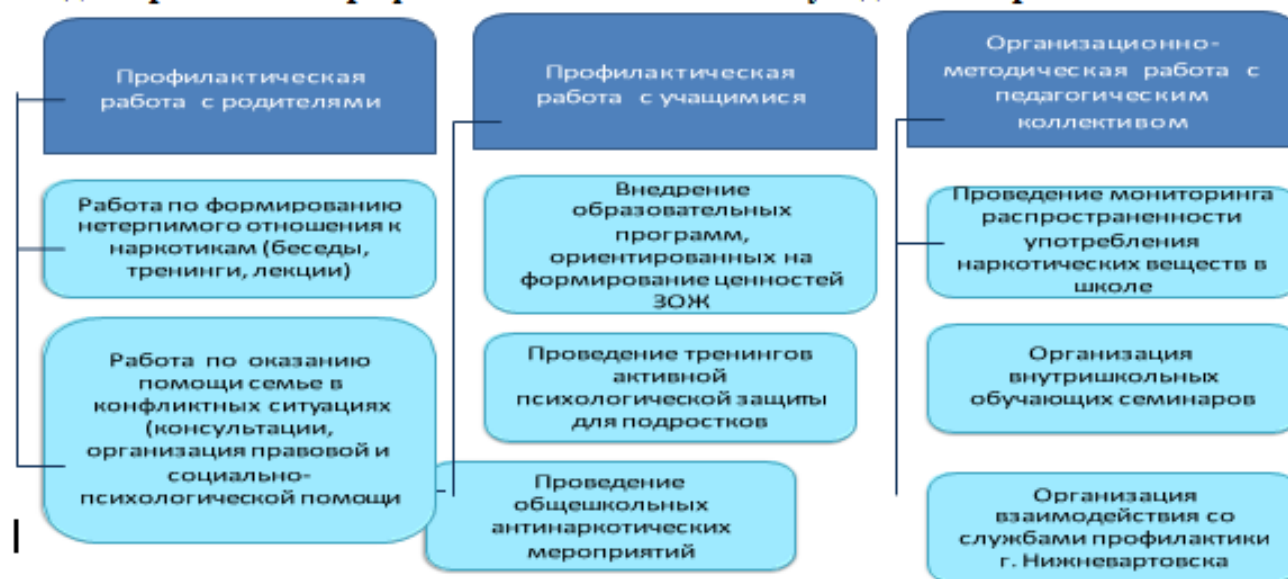 Профилактическая
работа с родителями
Работа по формированию
нетерпимого отношения к
наркотикам (беседы,
тренинги, лекции)
Работа по оказанию
помощи семье в
конфликтных ситуациях
(консультации,
организация правовой и
социально-
психологической помощи
Профилактическая
работа с учащимися
Внедрение
образовательных
программ,
ориентированных на
формирование ценностей
ЗОЖ
Проведение тренингов
активной
психологической защиты
для подростков
Проведение
общешкольных
антинаркотических
мероприятий
Организационно-
методическая работа с
педагогическим
коллективом
Проведение мониторинга
распространенности
употребления
наркотических веществ в
школе
Организация
внутришкольных
обучающих семинаров
Организация
взаимодействия со
службами профилактики
г. Нижневартовска